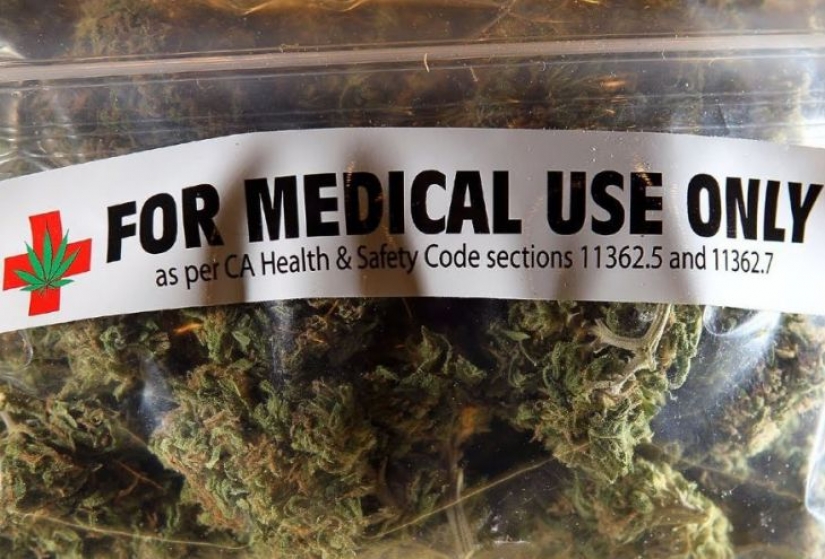 FOR MEDICAL USE ONLY
as per CA Health & Safety Code sections 11362.5 and 11362.7